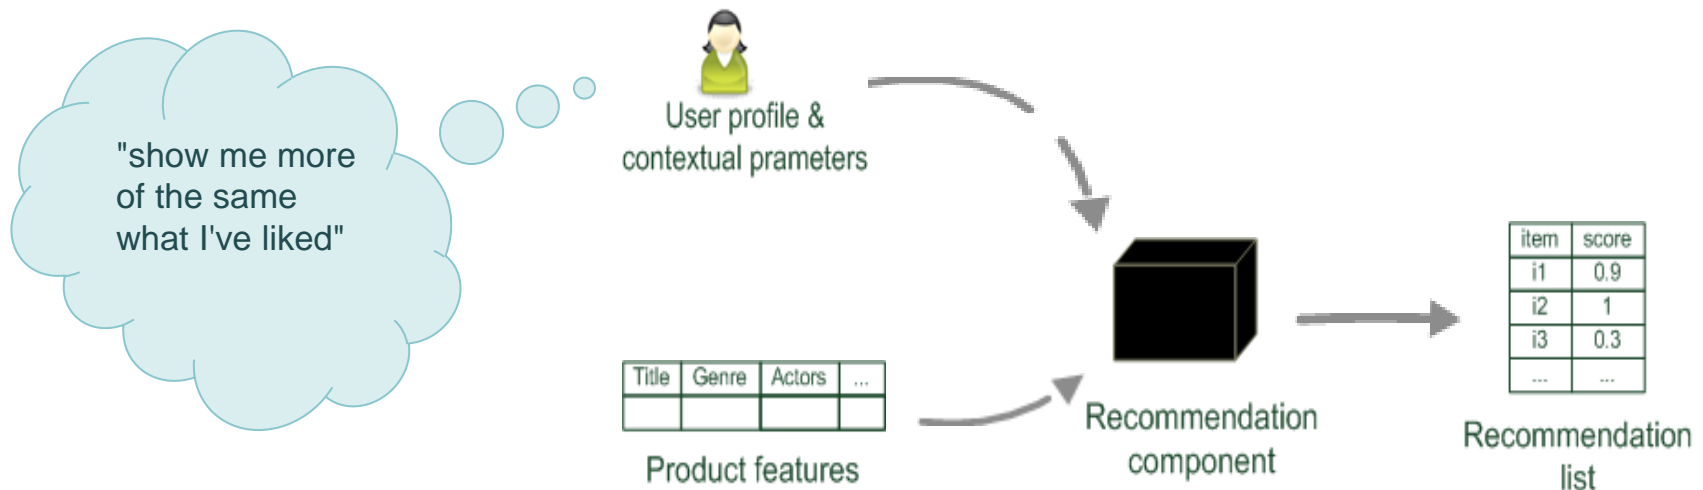 "show me more
of the same
what I've liked"
User profile &
contextual prameters
Title Genre Actors ...
Product features
Recommendation
component
item score
i1 0.9
i2 1
i3 0.3
... ...
Recommendation
list